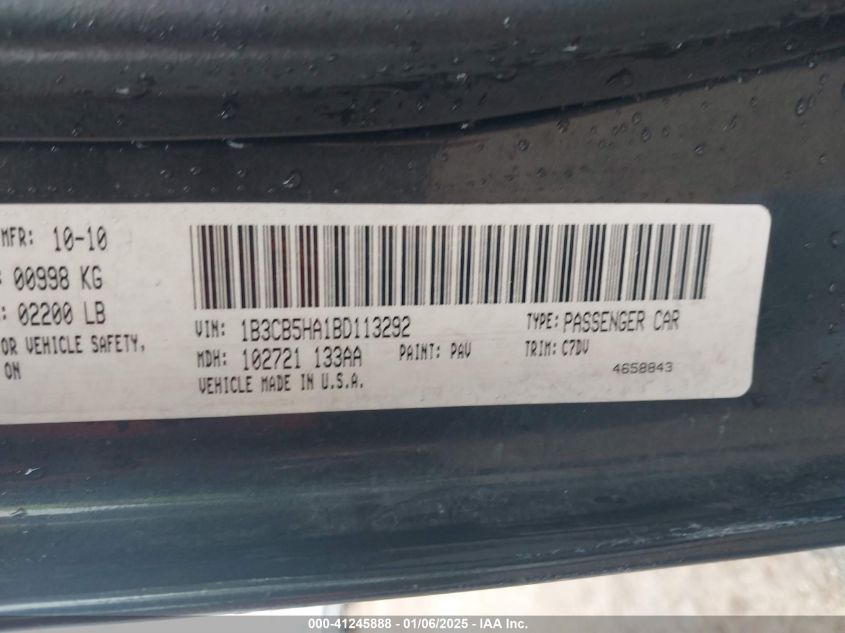 MFR: 10-10
: 00998 KG
: 02200 LB
OR VEHICLE SAFETY,
ON
VIN: 1B3CB5HA1BD113292
TYPE: PASSENGER CAR
MDH: 102721 133AA
PAINT: PAV
TRIM: C7DV
VEHICLE MADE IN U.S.A.
4658843
000-41245888 - 01/06/2025 - IAA Inc.